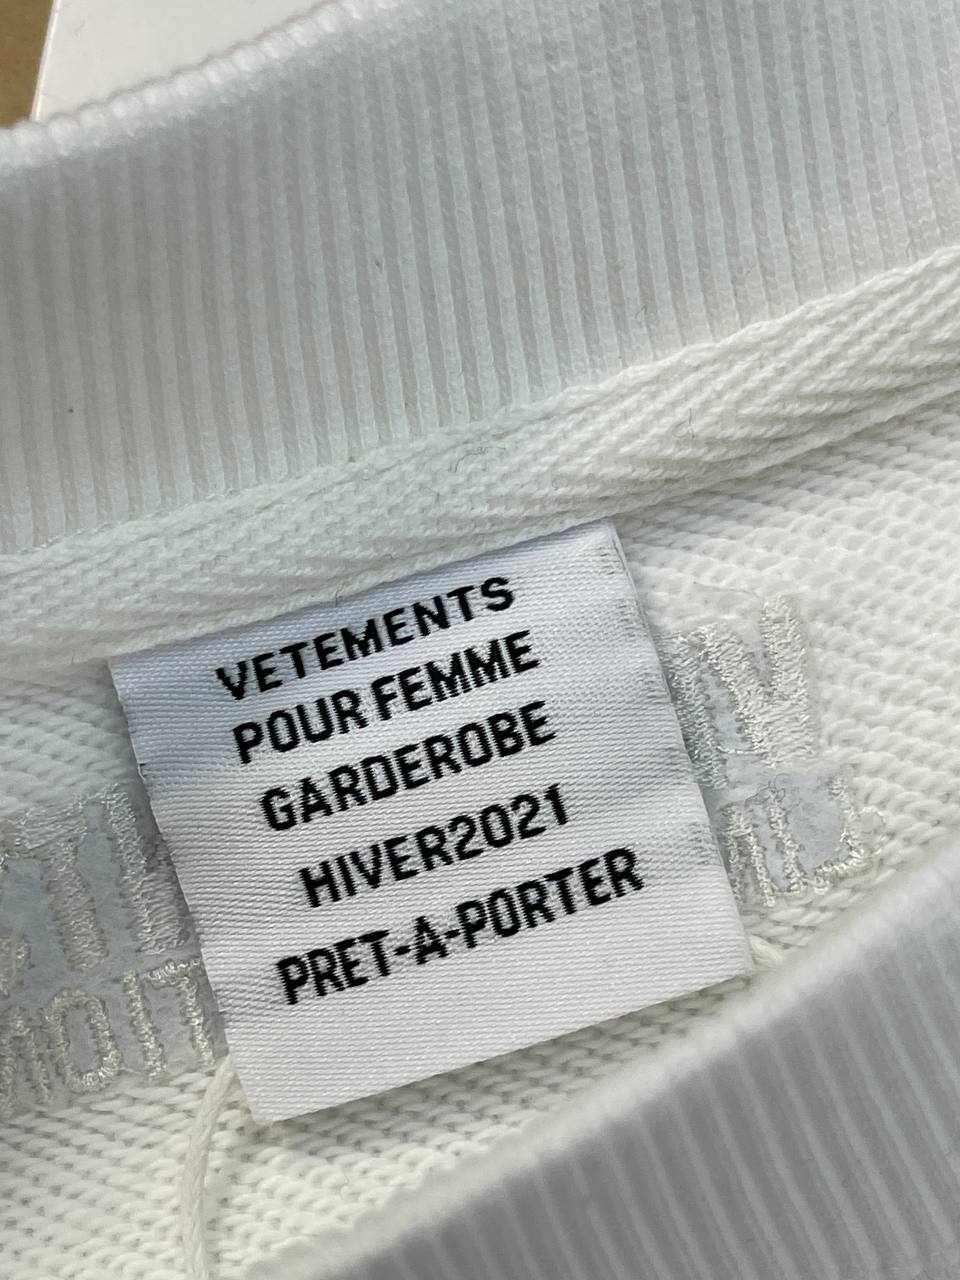 VETEMENTS
POUR FEMME
GARDEROBE
HIVER2021
PRET-A-PORTER